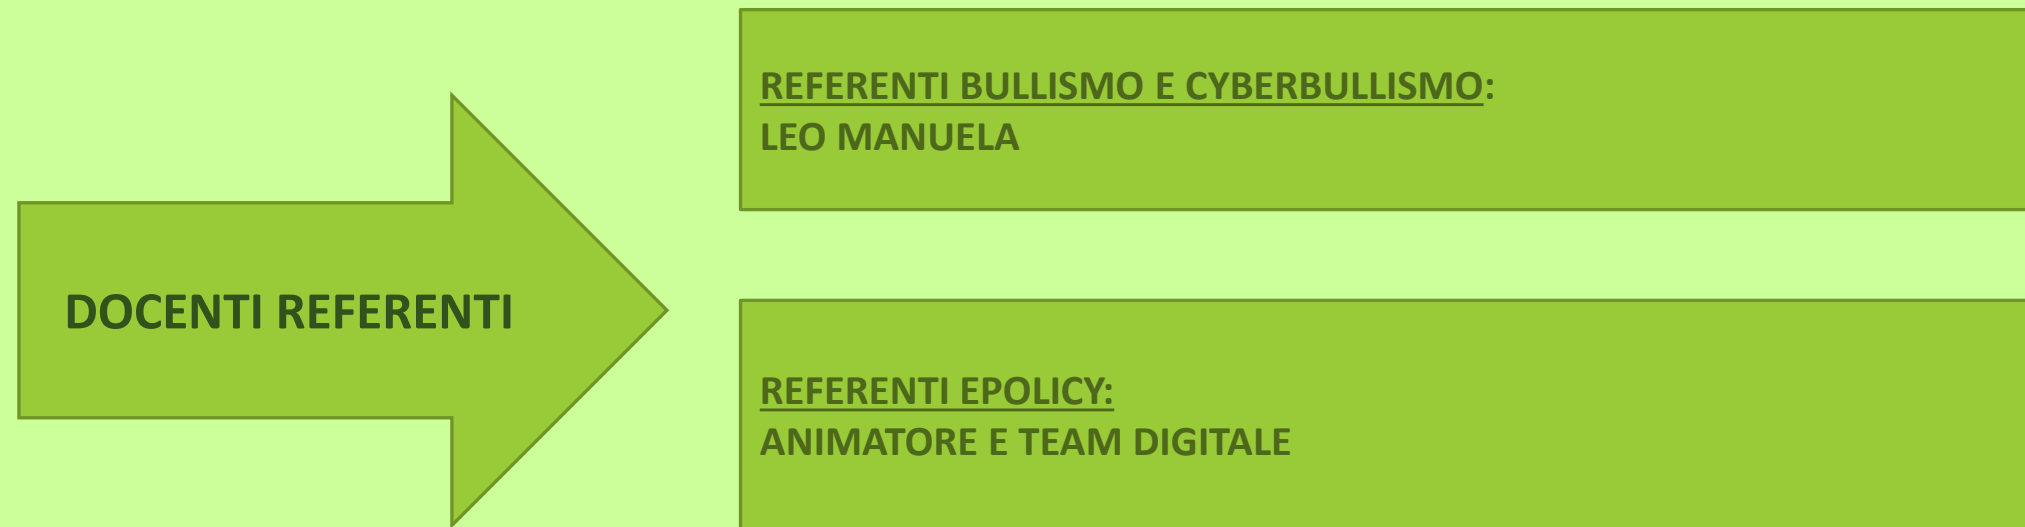 DOCENTI REFERENTI
REFERENTI BULLISMO E CYBERBULLISMO:
LEO MANUELA
REFERENTI EPOLICY:
ANIMATORE E TEAM DIGITALE